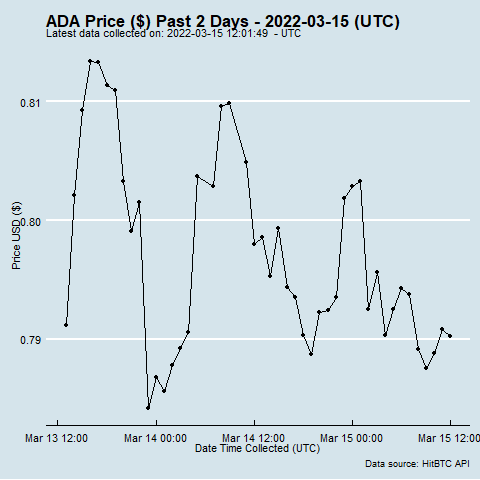 ADA Price ($) Past 2 Days - 2022-03-15 (UTC)
Latest data collected on: 2022-03-15 12:01:49 - UTC
0.81
0.80
0.79
Price USD ($)
Mar 13 12:00 Mar 14 00:00 Mar 14 12:00 Mar 15 00:00 Mar 15 12:00
Date Time Collected (UTC)
Data source: HitBTC API